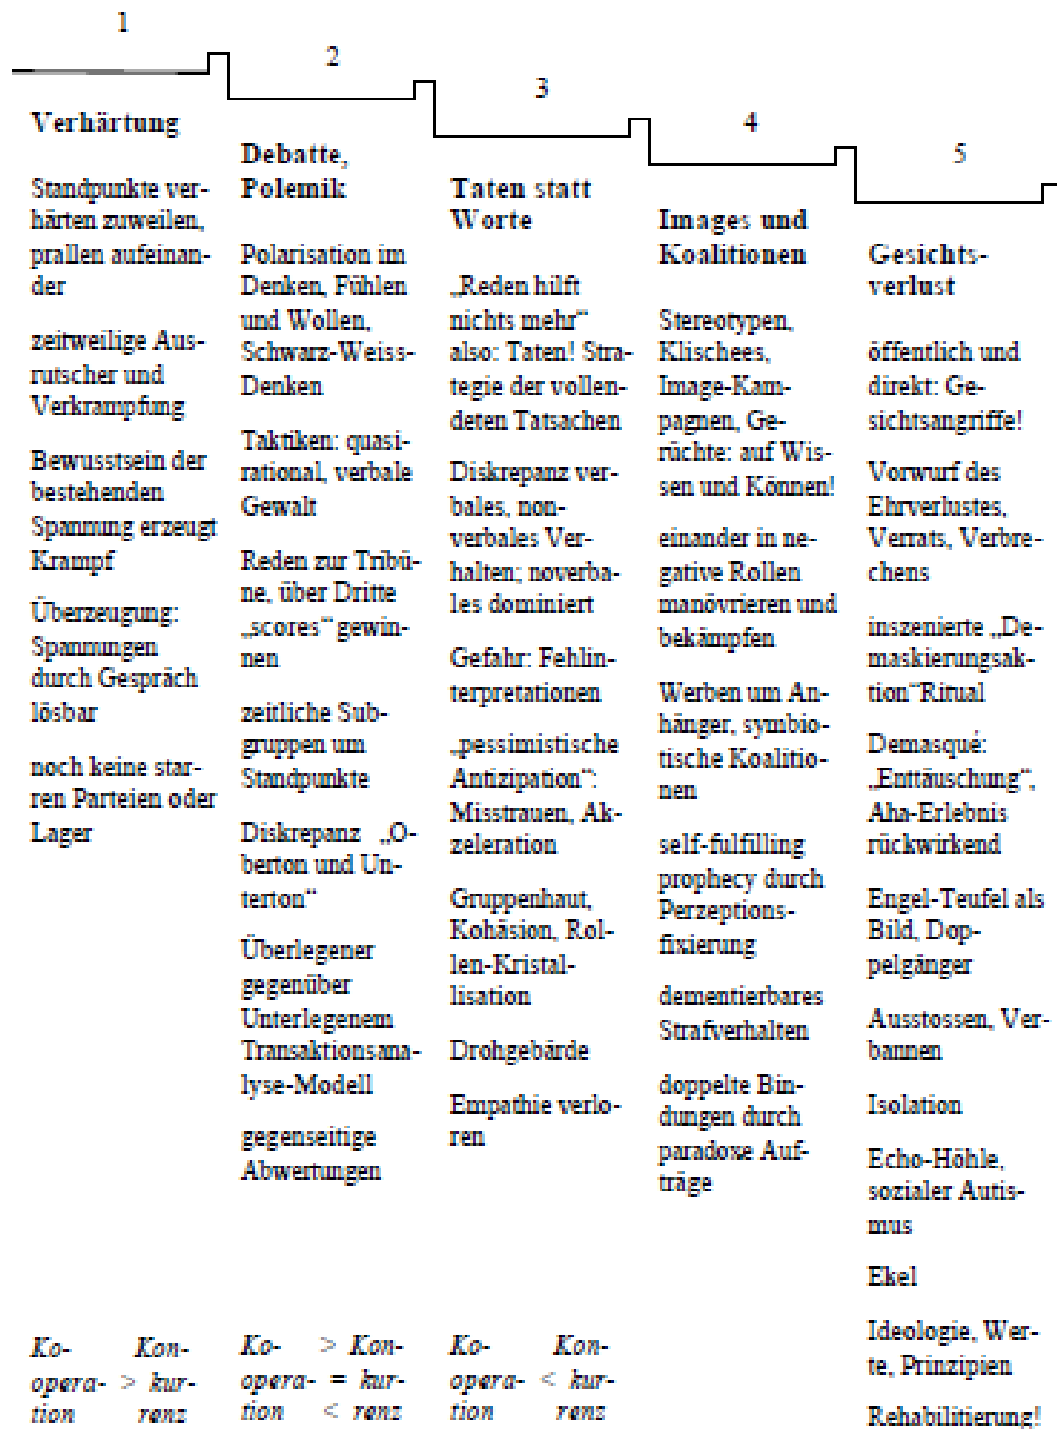 1
Verhärtung
Standpunkte ver-
härten zuweilen,
prallen aufeinan-
der
zeitweilige Aus-
rutscher und
Verkrampfung
Bewusstsein der
bestehenden
Spannung erzeugt
Krampf
Überzeugung:
Spannungen
durch Gespräch
lösbar
noch keine star-
ren Parteien oder
Lager
Ko- Kon-
opera- > kur-
tion renz
2
Debatte,
Polemik
Polarisation im
Denken, Fühlen
und Wollen,
Schwarz-Weiss-
Denken
Taktiken: quasi-
rational, verbale
Gewalt
Reden zur Tribü-
ne, über Dritte
„scores“ gewin-
nen
zeitliche Sub-
gruppen um
Standpunkte
Diskrepanz „O-
berton und Un-
terton“
Überlegener
gegenüber
Unterlegenem
Transaktionsana-
lyse-Modell
gegenseitige
Abwertungen
Ko- > Kon-
opera- = kur-
tion < renz
3
Taten statt
Worte
„Reden hilft
nichts mehr“
also: Taten! Stra-
tegie der vollen-
deten Tatsachen
Diskrepanz ver-
bales, non-
verbales Ver-
halten; noverba-
les dominiert
Gefahr: Fehlin-
terpretationen
„pessimistische
Antizipation“:
Misstrauen, Ak-
zeleration
Gruppenhaut,
Kohäsion, Rol-
len-Kristal-
lisation
Drohgebärde
Empathie verlo-
ren
Ko- Kon-
opera- < kur-
tion renz
4
Images und
Koalitionen
Stereotypen,
Klischees,
Image-Kam-
pagnen, Ge-
rüchte: auf Wis-
sen und Können!
einander in ne-
gative Rollen
manövrieren und
bekämpfen
Werben um An-
hänger, symbio-
tische Koalitio-
nen
self-fulfilling
prophecy durch
Perzeptions-
fixierung
dementierbares
Strafverhalten
doppelte Bin-
dungen durch
paradoxe Auf-
träge
5
Gesichts-
verlust
öffentlich und
direkt: Ge-
sichtsangriffe!
Vorwurf des
Ehrverlustes,
Verrats, Verbre-
chens
inszenierte „De-
maskierungsak-
tion“Ritual
Demasqué:
„Enttäuschung“,
Aha-Erlebnis
rückwirkend
Engel-Teufel als
Bild, Dop-
pelgänger
Ausstossen, Ver-
bannen
Isolation
Echo-Höhle,
sozialer Autis-
mus
Ekel
Ideologie, Wer-
te, Prinzipien
Rehabilitierung!